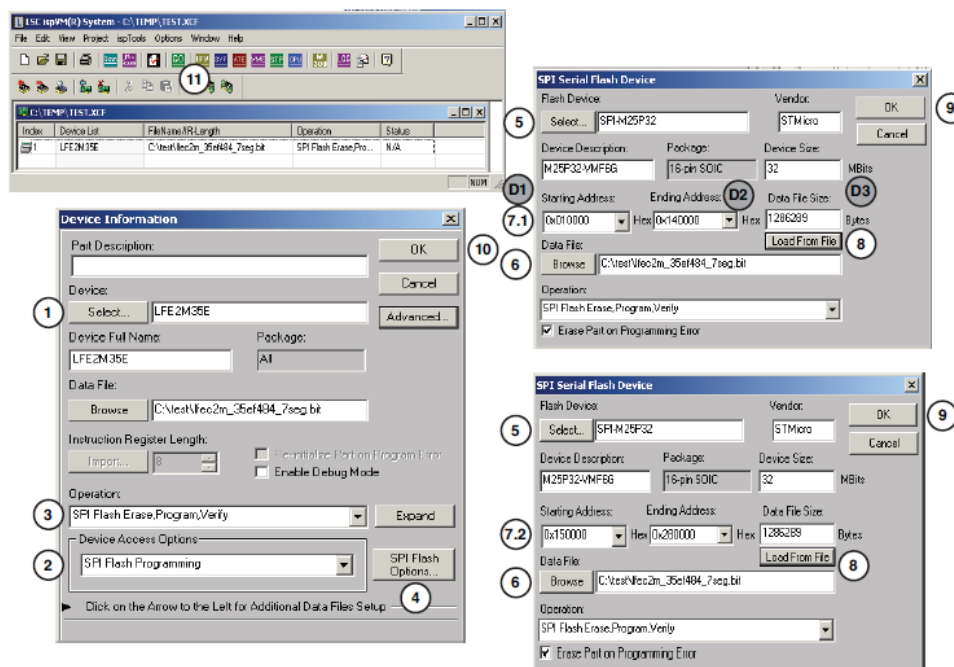 LSC ispVM(R) System - C:\TEMP\TEST.XCF
File Edit View Project ispTools Options Window Help
11
C:\TEMP\TEST.XCF
Index Device List FileName/IR-Length Operation Status
1 LFE2M35E C:\test\lfec2m_35ef484_7seg.bit SPI Flash Erase,Pro... N/A
NUM
Device Information
Part Description:
OK
10
Cancel
Device:
1
Select...
LFE2M35E
Advanced...
Device Full Name: Package:
LFE2M35E All
Data File:
Browse C:\test\lfec2m_35ef484_7seg.bit
Instruction Register Length:
Import... 8
Re-initialize Part on Program Error
Enable Debug Mode
Operation:
3
SPI Flash Erase,Program,Verify
Expand
Device Access Options
2
SPI Flash Programming
SPI Flash
Options...
4
Click on the Arrow to the Left for Additional Data Files Setup
SPI Serial Flash Device
Flash Device: Vendor:
OK
9
5
Select... SPI-M25P32 STMicro
Cancel
Device Description: Package: Device Size:
M25P32-VMF6G 16-pin SOIC 32 MBits
D1 D2 D3
Starting Address: Ending Address: Data File Size:
7.1
0x010000 Hex 0x140000 Hex 1286289 Bytes
Data File:
Load From File
8
6
Browse C:\test\lfec2m_35ef484_7seg.bit
Operation:
SPI Flash Erase,Program,Verify
Erase Part on Programming Error
SPI Serial Flash Device
Flash Device: Vendor:
OK
9
5
Select... SPI-M25P32 STMicro
Cancel
Device Description: Package: Device Size:
M25P32-VMF6G 16-pin SOIC 32 MBits
Starting Address: Ending Address: Data File Size:
7.2
0x150000 Hex 0x280000 Hex 1286289 Bytes
Data File:
Load From File
8
6
Browse C:\test\lfec2m_35ef484_7seg.bit
Operation:
SPI Flash Erase,Program,Verify
Erase Part on Programming Error